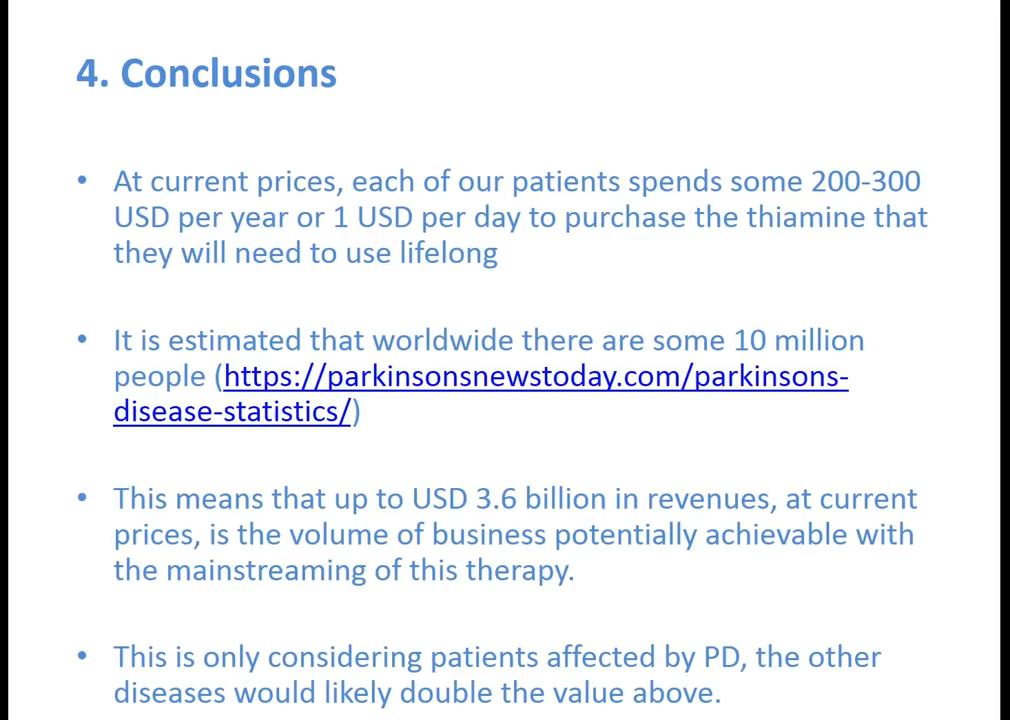 4. Conclusions
• At current prices, each of our patients spends some 200-300
USD per year or 1 USD per day to purchase the thiamine that
they will need to use lifelong
• It is estimated that worldwide there are some 10 million
people (https://parkinsonsnewstoday.com/parkinsons-
disease-statistics/)
• This means that up to USD 3.6 billion in revenues, at current
prices, is the volume of business potentially achievable with
the mainstreaming of this therapy.
• This is only considering patients affected by PD, the other
diseases would likely double the value above.